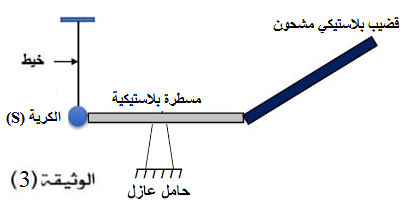 قضيب بلاستيكي مشحون
خيط
مسطرة بلاستيكية
الكرية (S)
حامل عازل
الوثيقة (3)